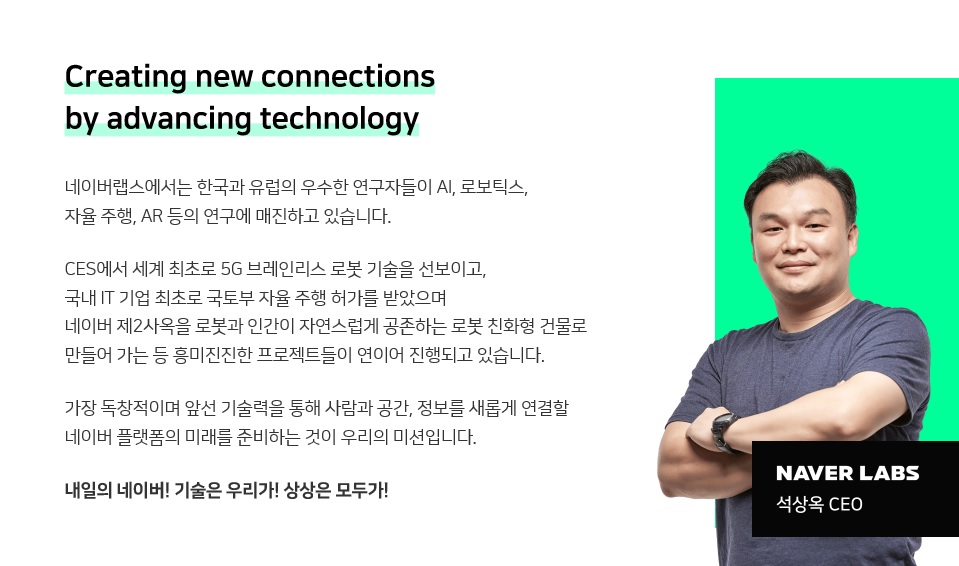 Creating new connections
by advancing technology
네이버랩스에서는 한국과 유럽의 우수한 연구자들이 AI, 로보틱스,
자율 주행, AR 등의 연구에 매진하고 있습니다.
CES에서 세계 최초로 5G 브레인리스 로봇 기술을 선보이고,
국내 IT 기업 최초로 국토부 자율 주행 허가를 받았으며
네이버 제2사옥을 로봇과 인간이 자연스럽게 공존하는 로봇 친화형 건물로
만들어 가는 등 흥미진진한 프로젝트들이 연이어 진행되고 있습니다.
가장 독창적이며 앞선 기술력을 통해 사람과 공간, 정보를 새롭게 연결할
네이버 플랫폼의 미래를 준비하는 것이 우리의 미션입니다.
내일의 네이버! 기술은 우리가! 상상은 모두가!
NAVER LABS
석상옥 CEO